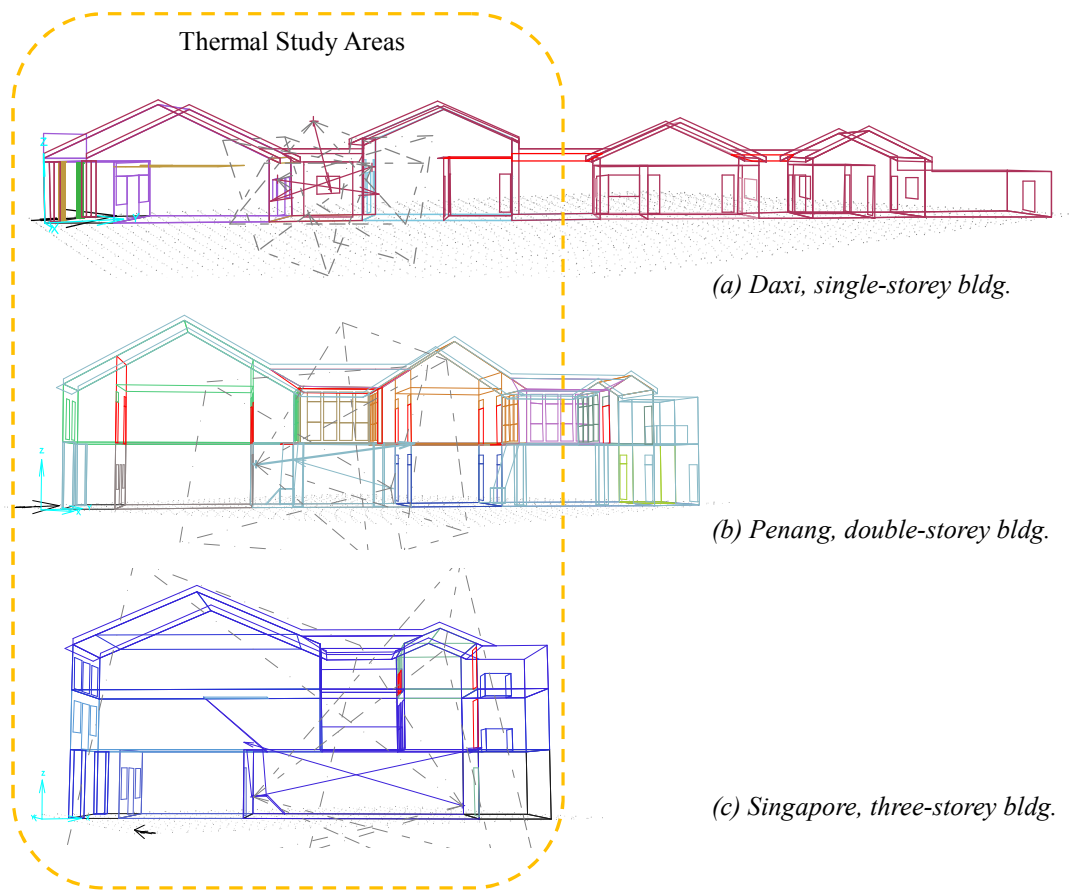 Thermal Study Areas
z
x
(a) Daxi, single-storey bldg.
z
x
(b) Penang, double-storey bldg.
z
x
(c) Singapore, three-storey bldg.